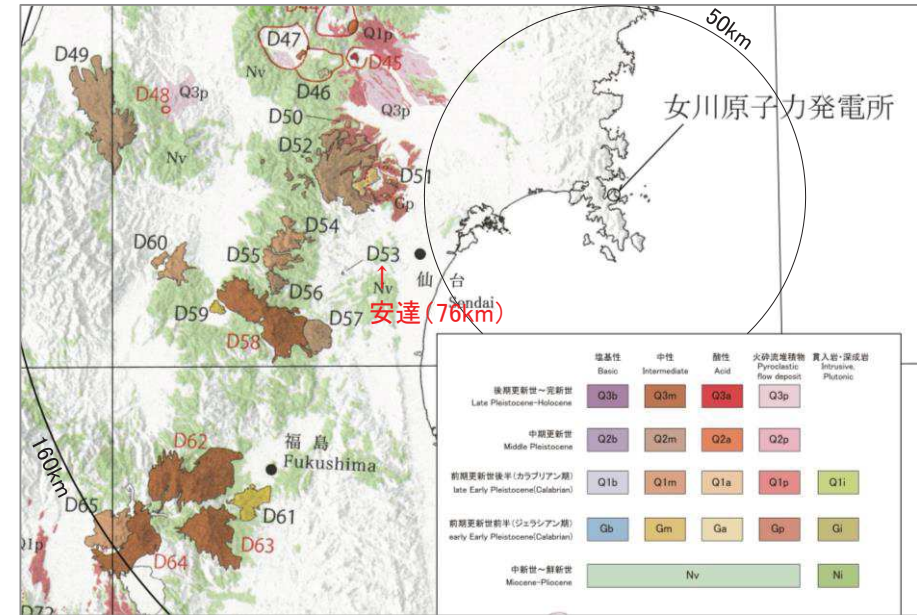 D44
50km
D49
D47
Q1p
D45
Nv
D48
Q3p
D46
Q3p
女川原子力発電所
D50
D52
Nv
D51
Gp
D54
D60
D55
D53
仙 台
Sendai
Nv
D56
D59
安達(76km)
D57
D58
塩基性
Basic
中性
Intermediate
酸性
Acid
火砕流堆積物
Pyroclastic
flow deposit
貫入岩・深成岩
Intrusive,
Plutonic
後期更新世~完新世
Late Pleistocene-Holocene
Q3b
Q3m
Q3a
Q3p
中期更新世
Middle Pleistocene
Q2b
Q2m
Q2a
Q2p
前期更新世後半(カラブリアン期)
late Early Pleistocene(Calabrian)
Q1b
Q1m
Q1a
Q1p
Q1i
前期更新世前半(ジェラシアン期)
early Early Pleistocene(Calabrian)
Gb
Gm
Ga
Gp
Gi
中新世~鮮新世
Miocene-Pliocene
Nv
Ni
160km
D62
福 島
Fukushima
D65
D61
D63
D64
Q1p
D72